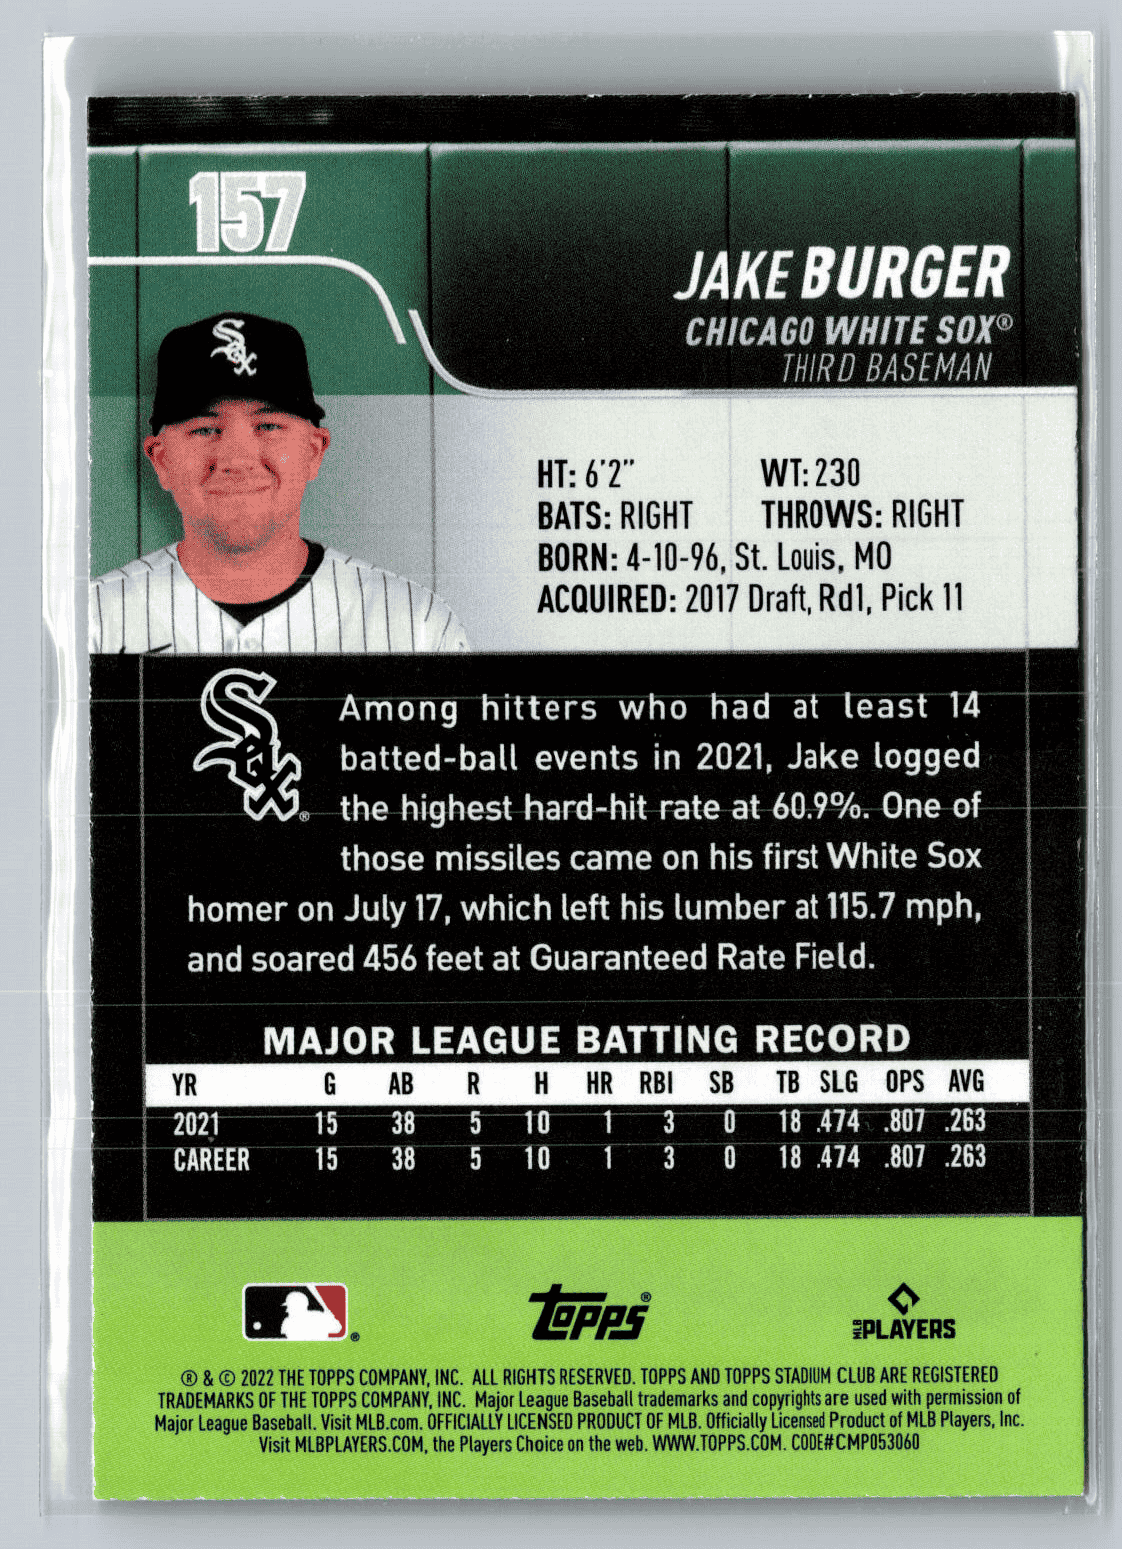 157
JAKE BURGER
CHICAGO WHITE SOX®
THIRD BASEMAN
Sox
HT: 6'2" WT: 230
BATS: RIGHT THROWS: RIGHT
BORN: 4-10-96, St. Louis, MO
ACQUIRED: 2017 Draft, Rd1, Pick 11
Sox®
Among hitters who had at least 14
batted-ball events in 2021, Jake logged
the highest hard-hit rate at 60.9%. One of
those missiles came on his first White Sox
homer on July 17, which left his lumber at 115.7 mph,
and soared 456 feet at Guaranteed Rate Field.
MAJOR LEAGUE BATTING RECORD
YR G AB R H HR RBI SB TB SLG OPS AVG
2021 15 38 5 10 1 3 0 18 .474 .807 .263
CAREER 15 38 5 10 1 3 0 18 .474 .807 .263
® Topps® MLB PLAYERS
® & © 2022 THE TOPPS COMPANY, INC. ALL RIGHTS RESERVED. TOPPS AND TOPPS STADIUM CLUB ARE REGISTERED
TRADEMARKS OF THE TOPPS COMPANY, INC. Major League Baseball trademarks and copyrights are used with permission of
Major League Baseball. Visit MLB.com. OFFICIALLY LICENSED PRODUCT OF MLB. Officially Licensed Product of MLB Players, Inc.
Visit MLBPLAYERS.COM, the Players Choice on the web. WWW.TOPPS.COM. CODE#CMP053060